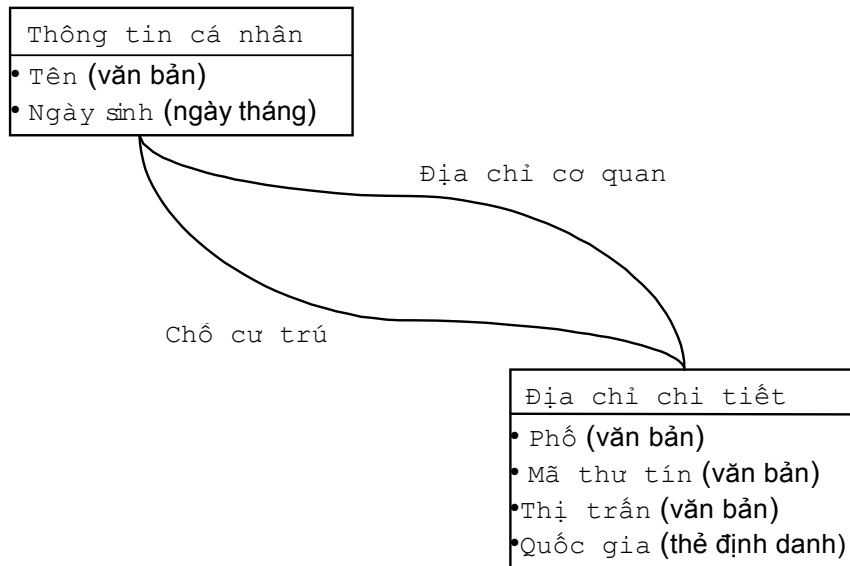 Thông tin cá nhân
• Tên (văn bản)
• Ngày sinh (ngày tháng)
Địa chỉ cơ quan
Chỗ cư trú
Địa chỉ chi tiết
• Phố (văn bản)
• Mã thư tín (văn bản)
•Thị trấn (văn bản)
•Quốc gia (thẻ định danh)